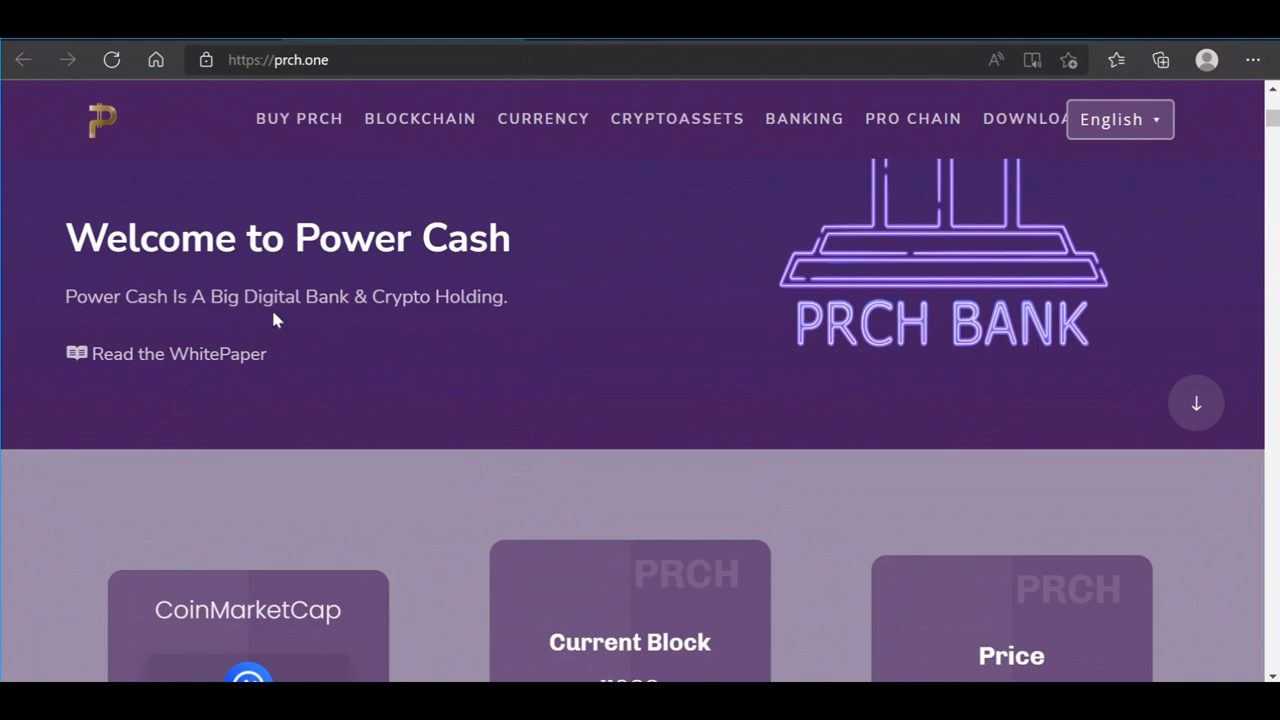 https://prch.one
BUY PRCH BLOCKCHAIN CURRENCY CRYPTOASSETS BANKING PRO CHAIN DOWNLOA English
Welcome to Power Cash
Power Cash Is A Big Digital Bank & Crypto Holding.
Read the WhitePaper
PRCH BANK
CoinMarketCap
PRCH
Current Block
PRCH
Price